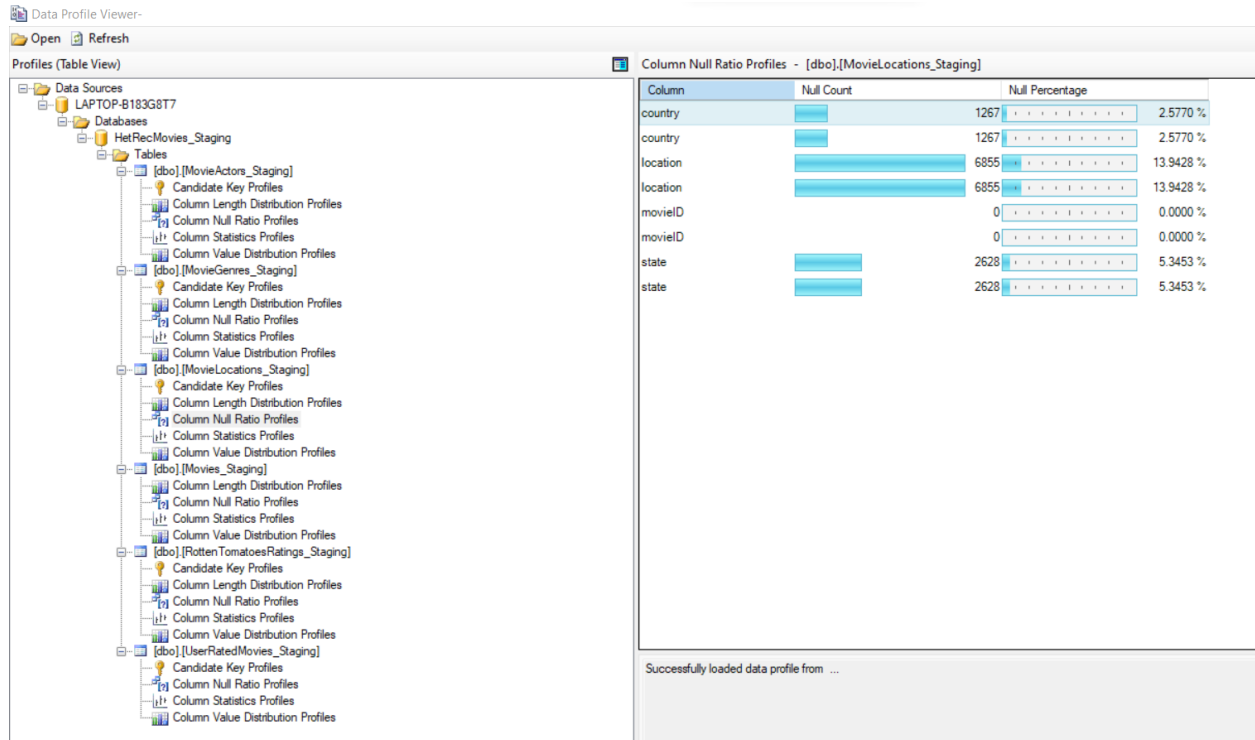 Data Profile Viewer-
Open Refresh
Profiles (Table View)
Data Sources
LAPTOP-B183G8T7
Databases
HetRecMovies_Staging
Tables
[dbo].[MovieActors_Staging]
Candidate Key Profiles
Column Length Distribution Profiles
Column Null Ratio Profiles
Column Statistics Profiles
Column Value Distribution Profiles
[dbo].[MovieGenres_Staging]
Candidate Key Profiles
Column Length Distribution Profiles
Column Null Ratio Profiles
Column Statistics Profiles
Column Value Distribution Profiles
[dbo].[MovieLocations_Staging]
Candidate Key Profiles
Column Length Distribution Profiles
Column Null Ratio Profiles
Column Statistics Profiles
Column Value Distribution Profiles
[dbo].[Movies_Staging]
Column Length Distribution Profiles
Column Null Ratio Profiles
Column Statistics Profiles
Column Value Distribution Profiles
[dbo].[RottenTomatoesRatings_Staging]
Candidate Key Profiles
Column Length Distribution Profiles
Column Null Ratio Profiles
Column Statistics Profiles
Column Value Distribution Profiles
[dbo].[UserRatedMovies_Staging]
Candidate Key Profiles
Column Null Ratio Profiles
Column Statistics Profiles
Column Value Distribution Profiles
Column Null Ratio Profiles - [dbo].[MovieLocations_Staging]
Column Null Count Null Percentage
country 1267 2.5770 %
country 1267 2.5770 %
location 6855 13.9428 %
location 6855 13.9428 %
movieID 0 0.0000 %
movieID 0 0.0000 %
state 2628 5.3453 %
state 2628 5.3453 %
Successfully loaded data profile from ...